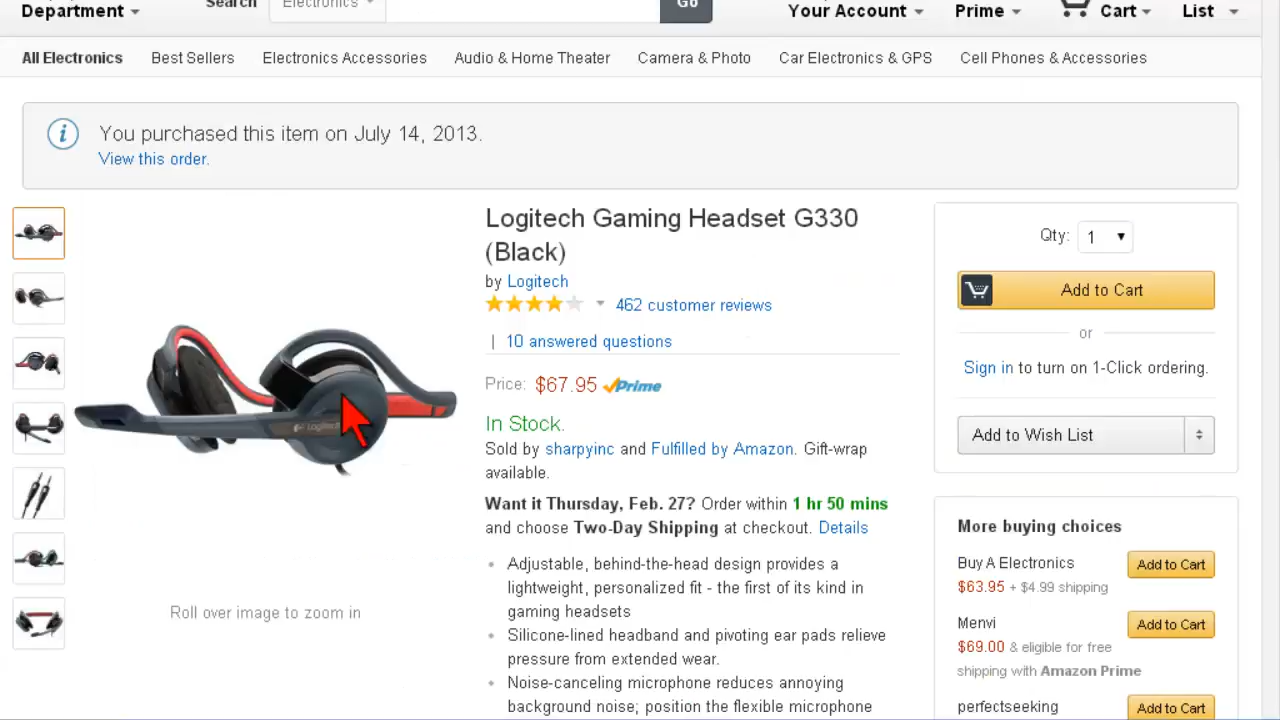 Department
Search
Electronics
Go
Your Account
Prime
Cart
List
All Electronics
Best Sellers
Electronics Accessories
Audio & Home Theater
Camera & Photo
Car Electronics & GPS
Cell Phones & Accessories
You purchased this item on July 14, 2013.
View this order.
Logitech
Roll over image to zoom in
Logitech Gaming Headset G330
(Black)
by Logitech
462 customer reviews
| 10 answered questions
Price: $67.95 Prime
In Stock.
Sold by sharpyinc and Fulfilled by Amazon. Gift-wrap
available.
Want it Thursday, Feb. 27? Order within 1 hr 50 mins
and choose Two-Day Shipping at checkout. Details
Adjustable, behind-the-head design provides a
lightweight, personalized fit - the first of its kind in
gaming headsets
Silicone-lined headband and pivoting ear pads relieve
pressure from extended wear.
Noise-canceling microphone reduces annoying
background noise; position the flexible microphone
Qty: 1
Add to Cart
or
Sign in to turn on 1-Click ordering.
Add to Wish List
More buying choices
Buy A Electronics
$63.95 + $4.99 shipping
Add to Cart
Menvi
$69.00 & eligible for free
shipping with Amazon Prime
Add to Cart
perfectseeking
Add to Cart